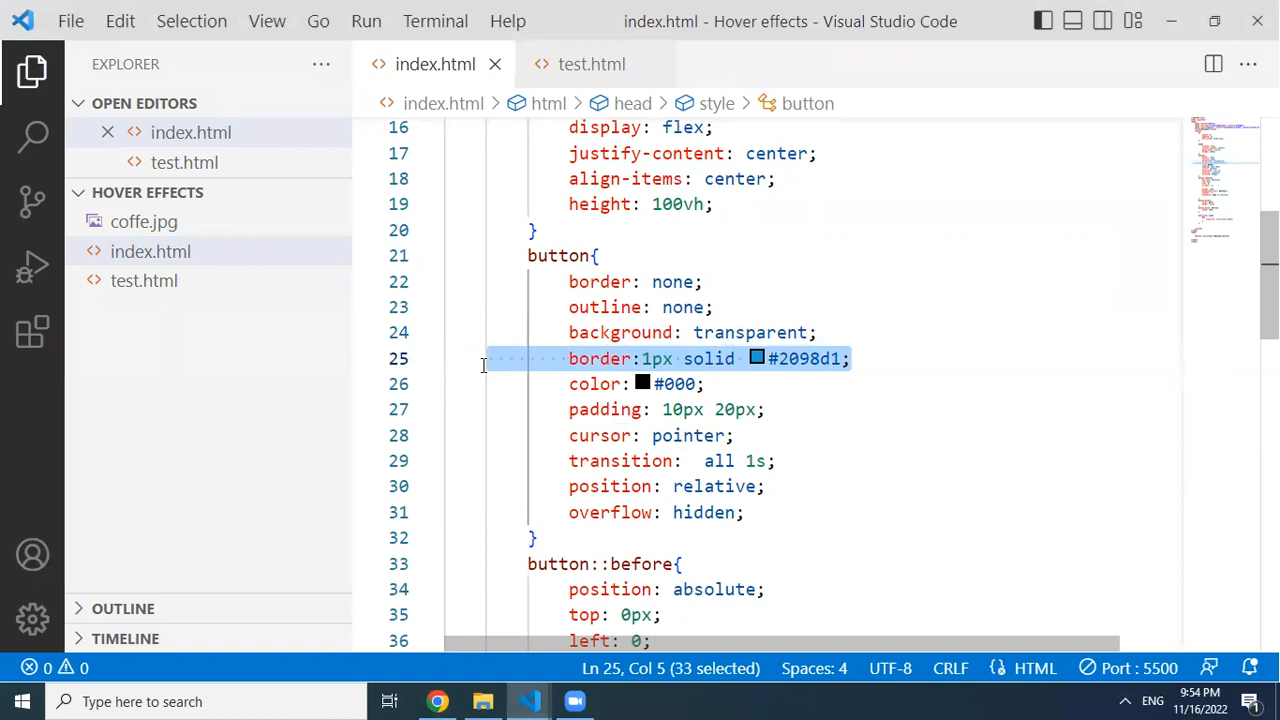 File Edit Selection View Go Run Terminal Help index.html - Hover effects - Visual Studio Code
EXPLORER
index.html
test.html
index.html > html > head > style > button
OPEN EDITORS
index.html
test.html
HOVER EFFECTS
coffe.jpg
index.html
test.html
OUTLINE
TIMELINE
16 display: flex;
17 justify-content: center;
18 align-items: center;
19 height: 100vh;
20 }
21 button{
22 border: none;
23 outline: none;
24 background: transparent;
25 border:1px solid #2098d1;
26 color: #000;
27 padding: 10px 20px;
28 cursor: pointer;
29 transition:  all 1s;
30 position: relative;
31 overflow: hidden;
32 }
33 button::before{
34 position: absolute;
35 top: 0px;
36 left: 0;
0 0 Ln 25, Col 5 (33 selected) Spaces: 4 UTF-8 CRLF HTML Port : 5500
Type here to search
ENG
9:54 PM
11/16/2022
1